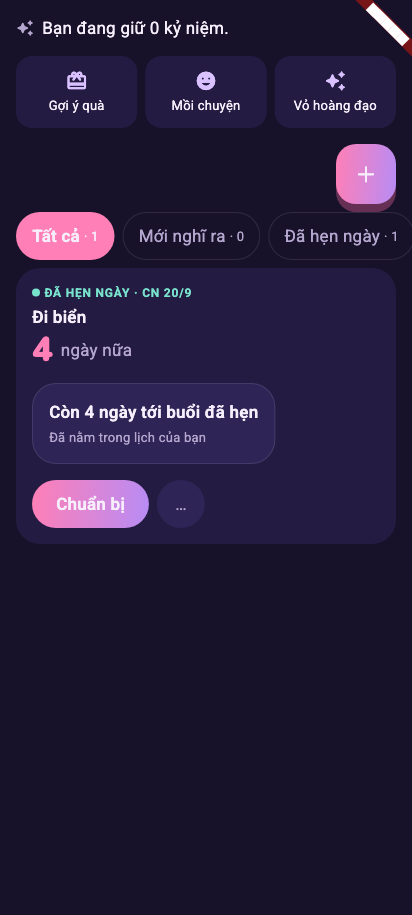 Bạn đang giữ 0 kỷ niệm.
Gợi ý quà
Mồi chuyện
Vỏ hoàng đạo
Tất cả · 1
Mới nghĩ ra · 0
Đã hẹn ngày · 1
ĐÃ HẸN NGÀY · CN 20/9
Đi biển
4 ngày nữa
Còn 4 ngày tới buổi đã hẹn
Đã nằm trong lịch của bạn
Chuẩn bị
...